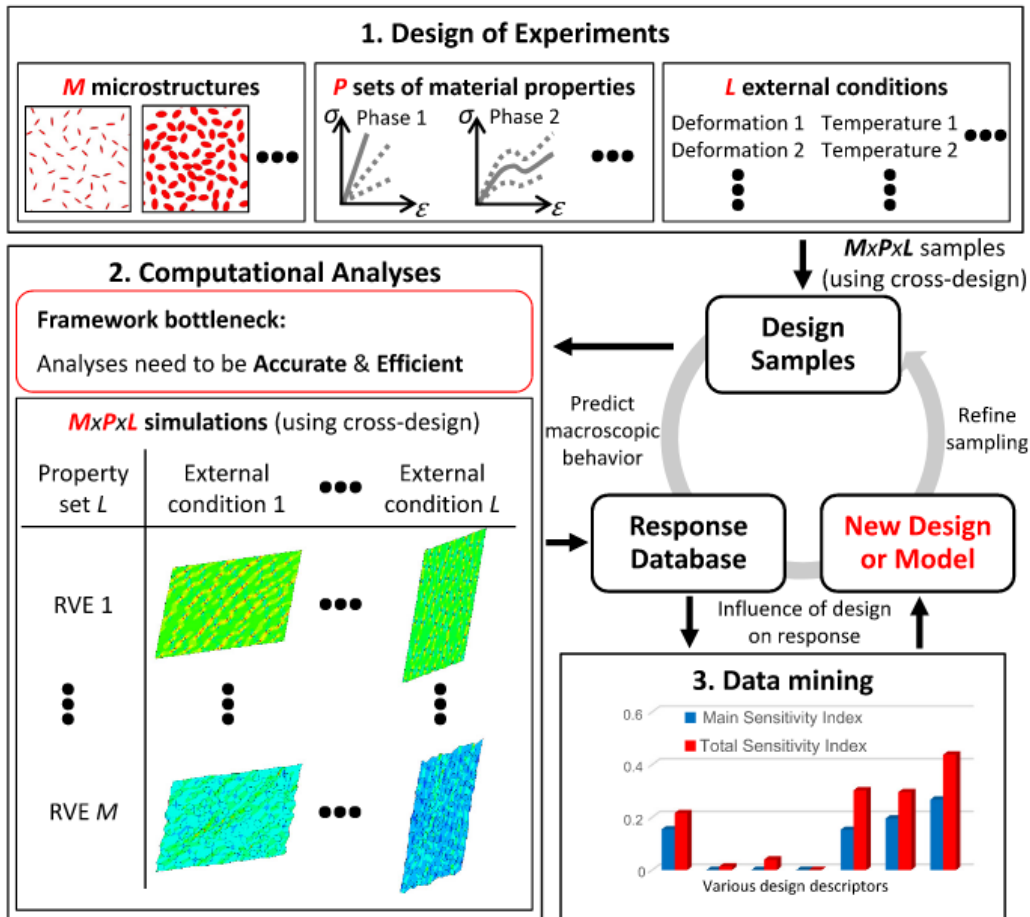 1. Design of Experiments
M microstructures
P sets of material properties
σ Phase 1
ε
σ Phase 2
ε
L external conditions
Deformation 1 Temperature 1
Deformation 2 Temperature 2
MxPxL samples
(using cross-design)
2. Computational Analyses
Framework bottleneck:
Analyses need to be Accurate & Efficient
MxPxL simulations (using cross-design)
Property
set L
External
condition 1
External
condition L
RVE 1
RVE M
Design
Samples
Predict
macroscopic
behavior
Refine
sampling
Response
Database
New Design
or Model
Influence of design
on response
3. Data mining
Main Sensitivity Index
Total Sensitivity Index
0.6
0.4
0.2
0
Various design descriptors